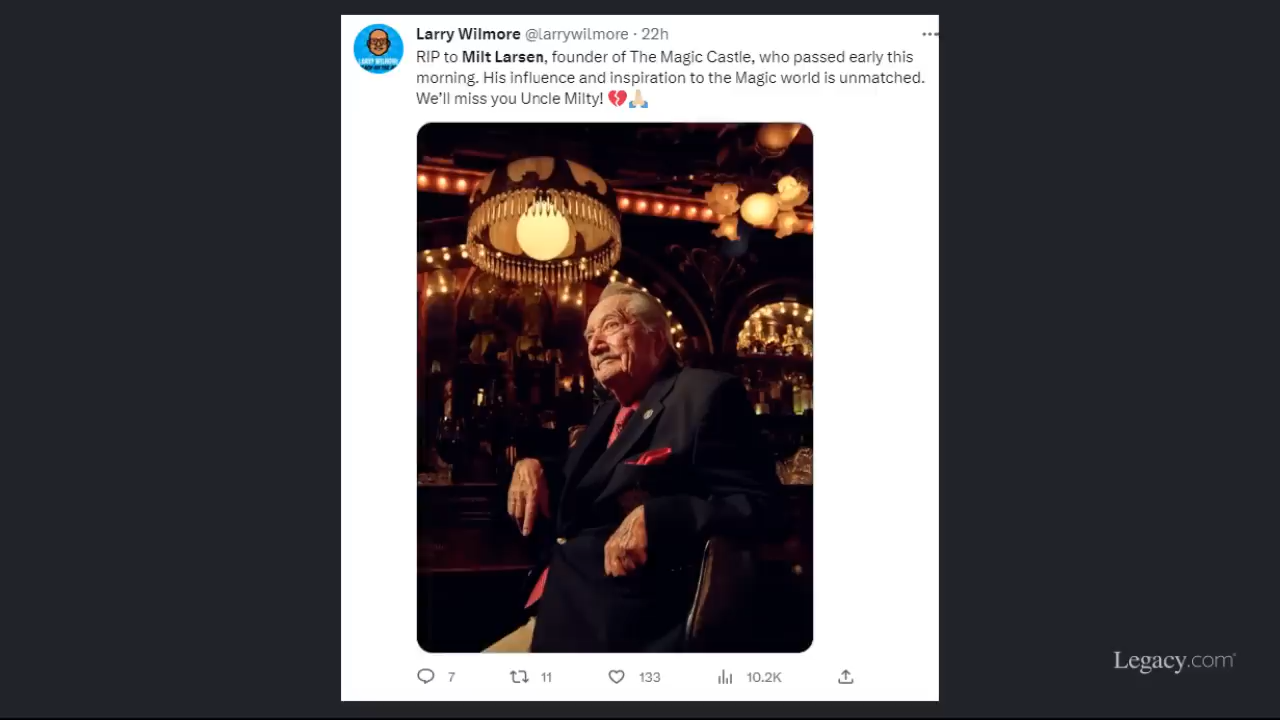 Larry Wilmore @larrywilmore · 22h
RIP to Milt Larsen, founder of The Magic Castle, who passed early this
morning. His influence and inspiration to the Magic world is unmatched.
We'll miss you Uncle Milty! 💔🙏🏼
7 11 133 10.2K
Legacy.com